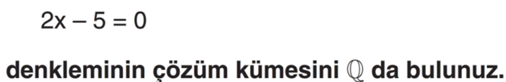 2x – 5 = 0
denkleminin çözüm kümesini ℚ da bulunuz.